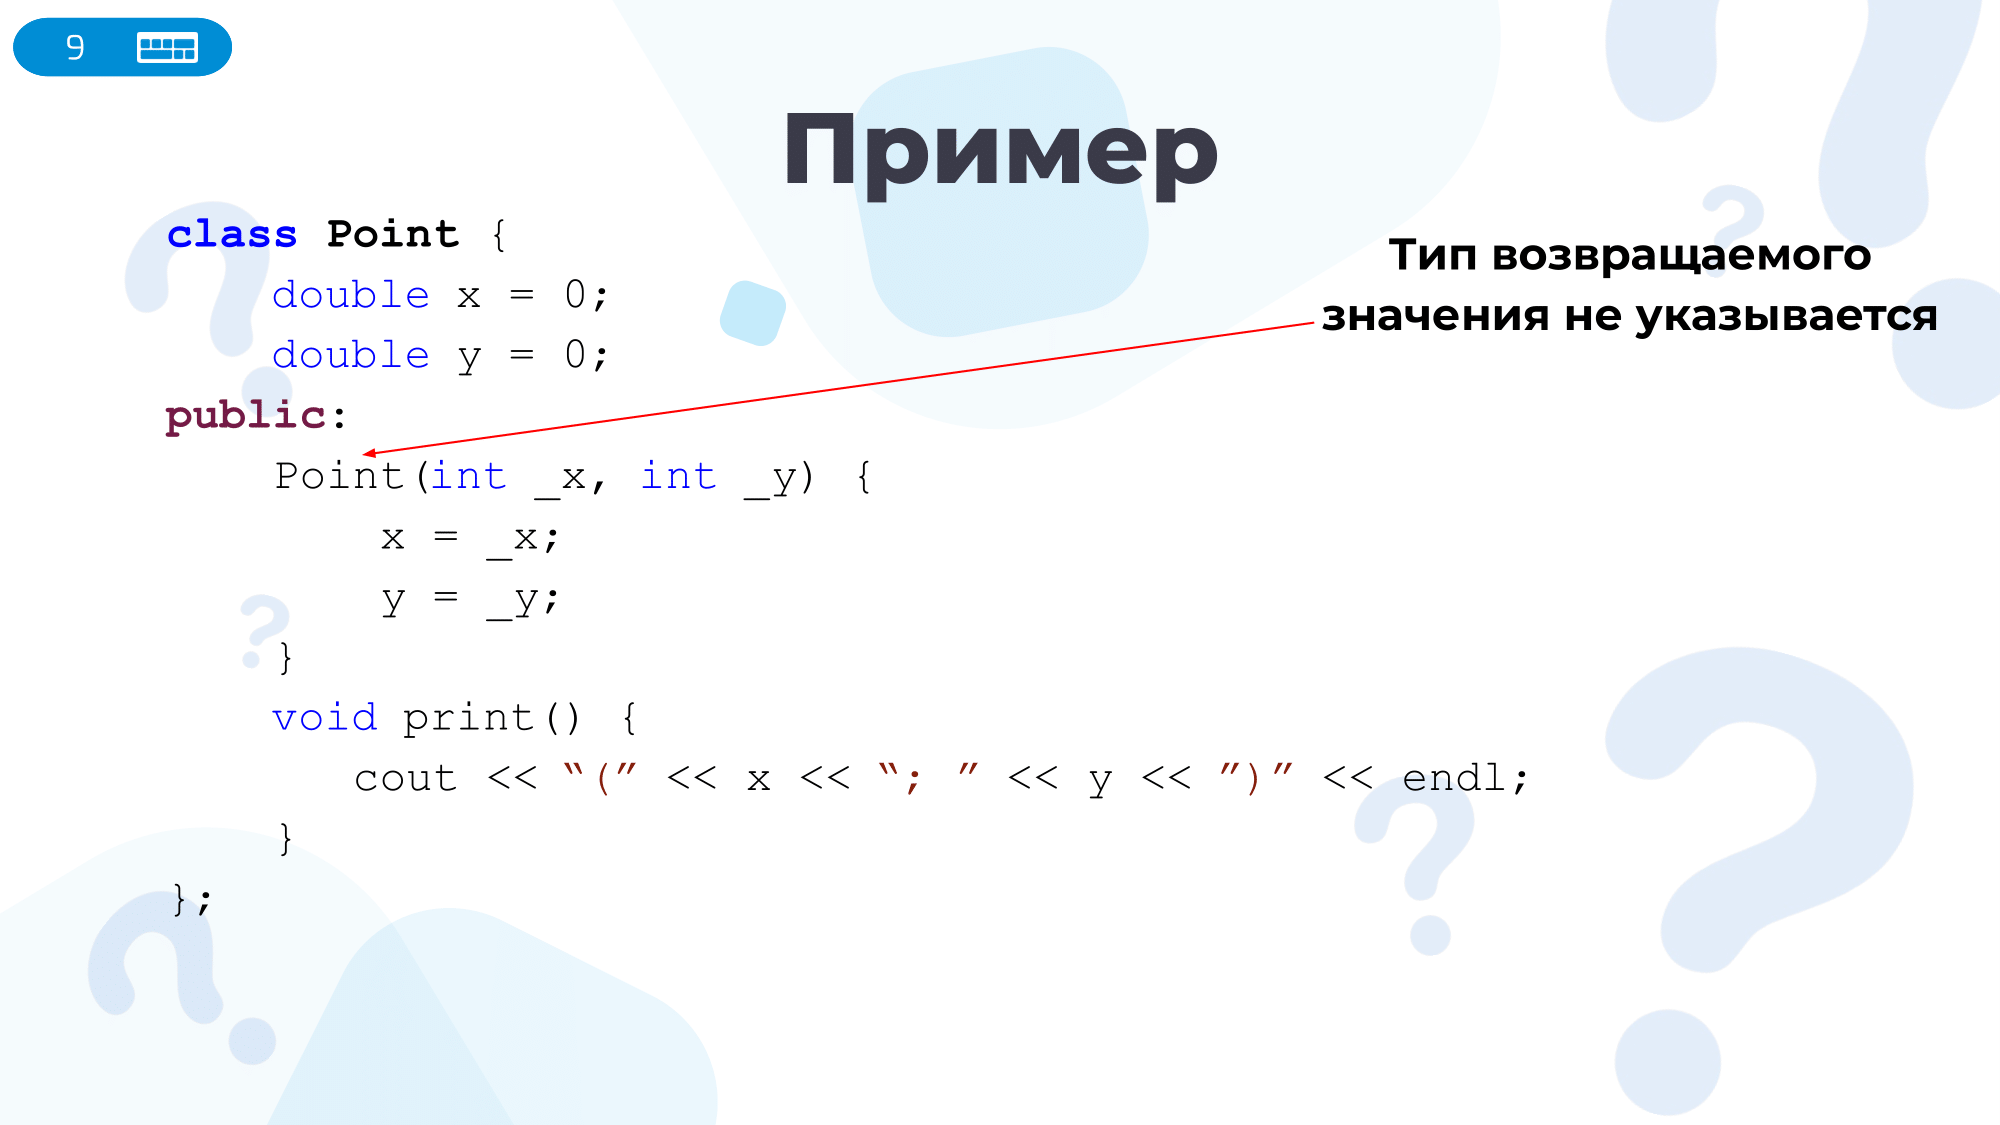 9
Пример
class Point {
    double x = 0;
    double y = 0;
public:
    Point(int _x, int _y) {
        x = _x;
        y = _y;
    }
    void print() {
       cout << “(” << x << “; ” << y << ”)” << endl;
    }
};
Тип возвращаемого
значения не указывается